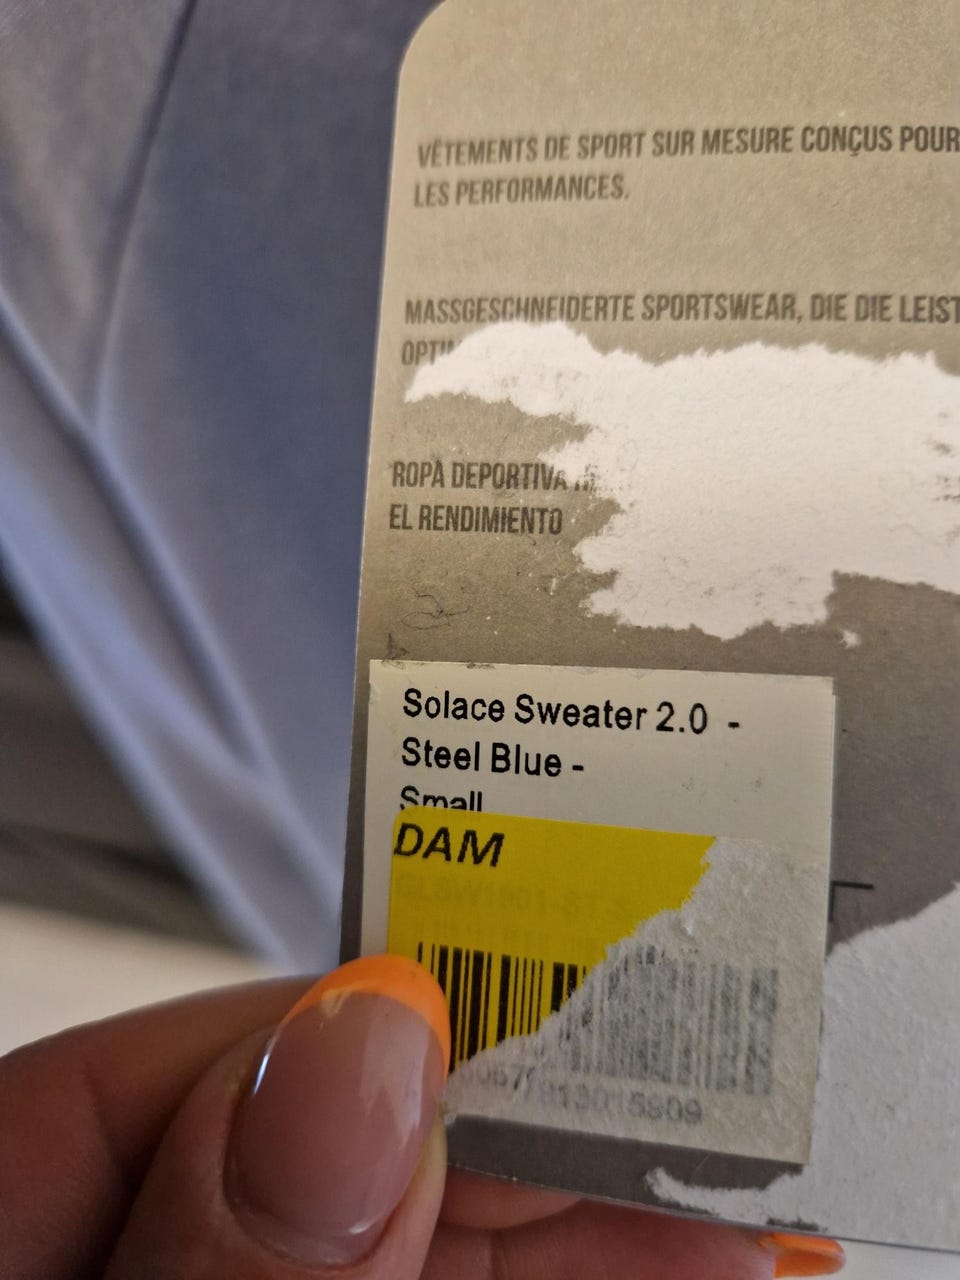 VÊTEMENTS DE SPORT SUR MESURE CONÇUS POUR
LES PERFORMANCES.
MASSGESCHNEIDERTE SPORTSWEAR, DIE DIE LEIST
ROPA DEPORTIVA
EL RENDIMIENTO
Solace Sweater 2.0 -
Steel Blue -
Small
DAM